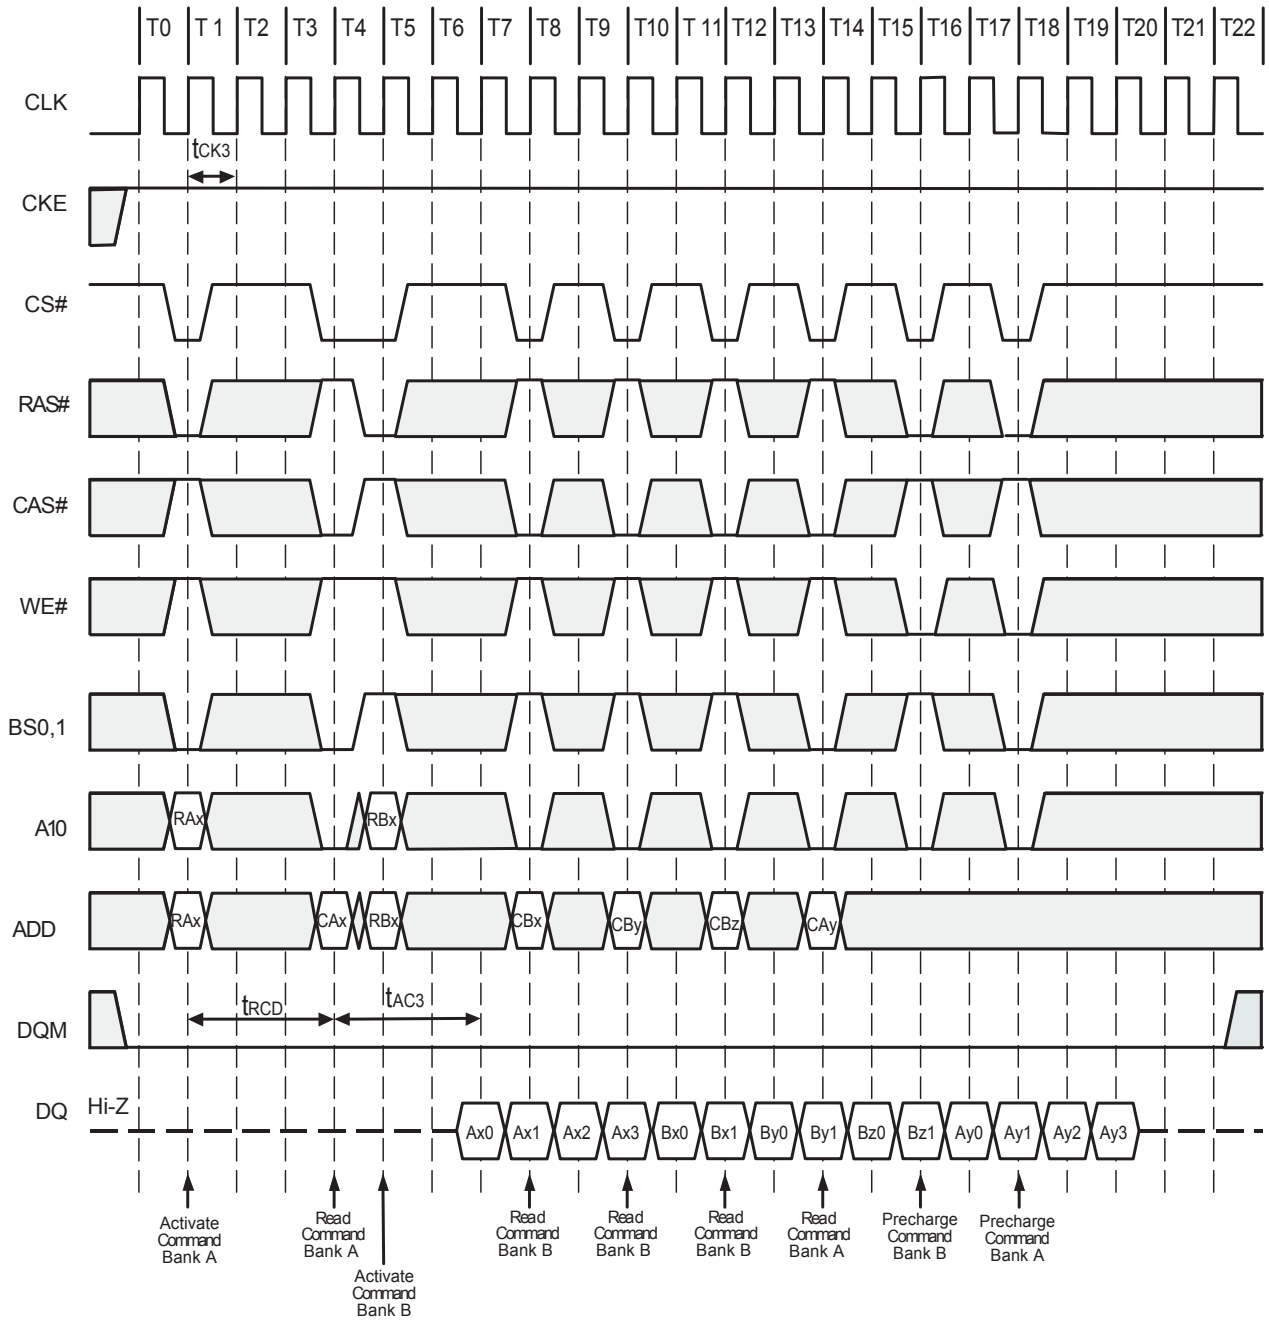 T0 T 1 T2 T3 T4 T5 T6 T7 T8 T9 T10 T 11 T12 T13 T14 T15 T16 T17 T18 T19 T20 T21 T22
CLK
tCK3
CKE
CS#
RAS#
CAS#
WE#
BS0,1
A10 RAx RBx
ADD RAx CAx RBx CBx CBy CBz CAy
tRCD tAC3
DQM
DQ Hi-Z Ax0 Ax1 Ax2 Ax3 Bx0 Bx1 By0 By1 Bz0 Bz1 Ay0 Ay1 Ay2 Ay3
Activate
Command
Bank A
Read
Command
Bank A
Activate
Command
Bank B
Read
Command
Bank B
Read
Command
Bank B
Read
Command
Bank B
Read
Command
Bank A
Precharge
Command
Bank B
Precharge
Command
Bank A